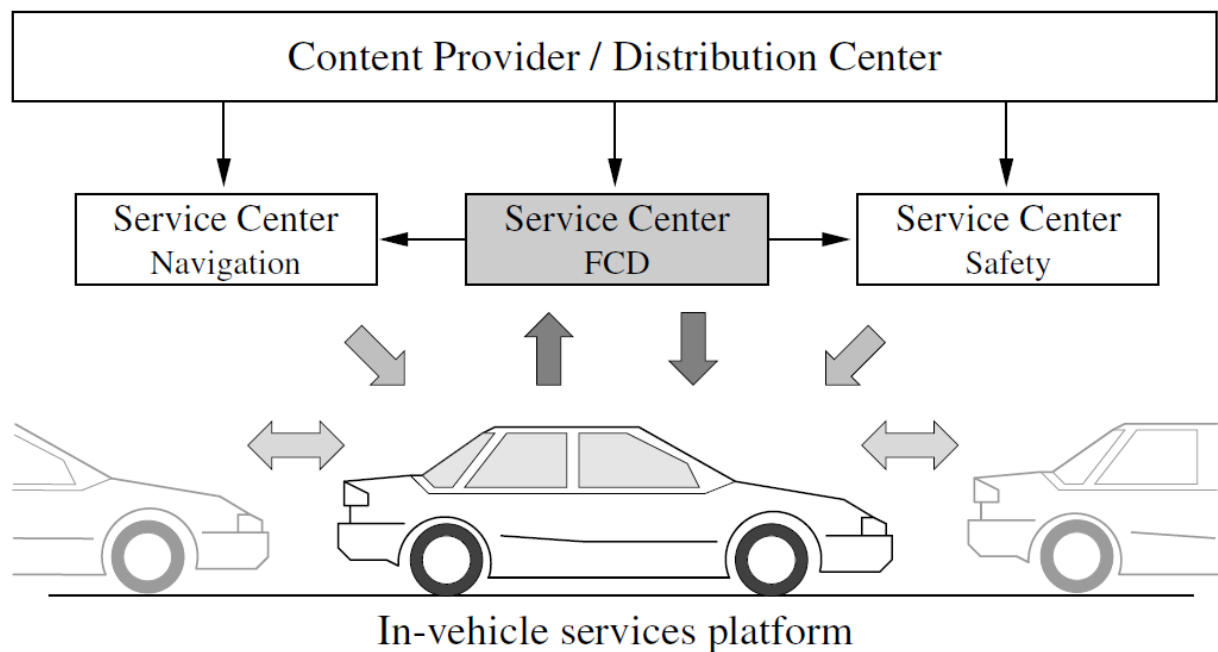 Content Provider / Distribution Center
Service Center
Navigation
Service Center
FCD
Service Center
Safety
In-vehicle services platform